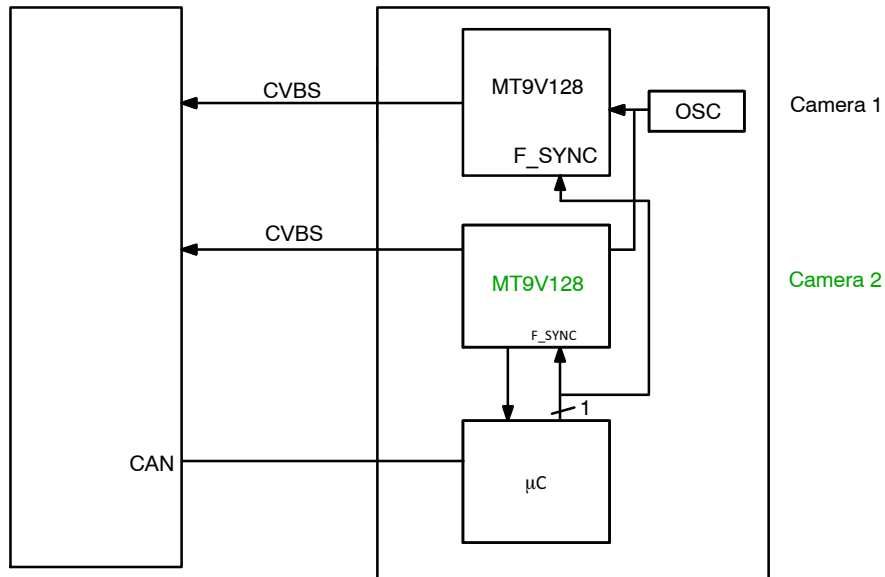 CVBS
MT9V128
F_SYNC
OSC
Camera 1
CVBS
MT9V128
F_SYNC
Camera 2
1
CAN
μC